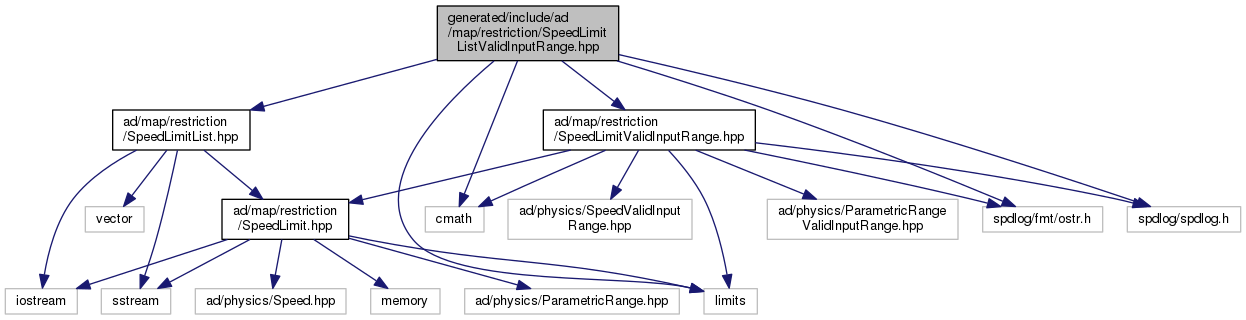 generated/include/ad
/map/restriction/SpeedLimit
ListValidInputRange.hpp
ad/map/restriction
/SpeedLimitList.hpp
ad/map/restriction
/SpeedLimitValidInputRange.hpp
vector
ad/map/restriction
/SpeedLimit.hpp
cmath
ad/physics/SpeedValidInput
Range.hpp
ad/physics/ParametricRange
ValidInputRange.hpp
spdlog/fmt/ostr.h
spdlog/spdlog.h
iostream
sstream
ad/physics/Speed.hpp
memory
ad/physics/ParametricRange.hpp
limits